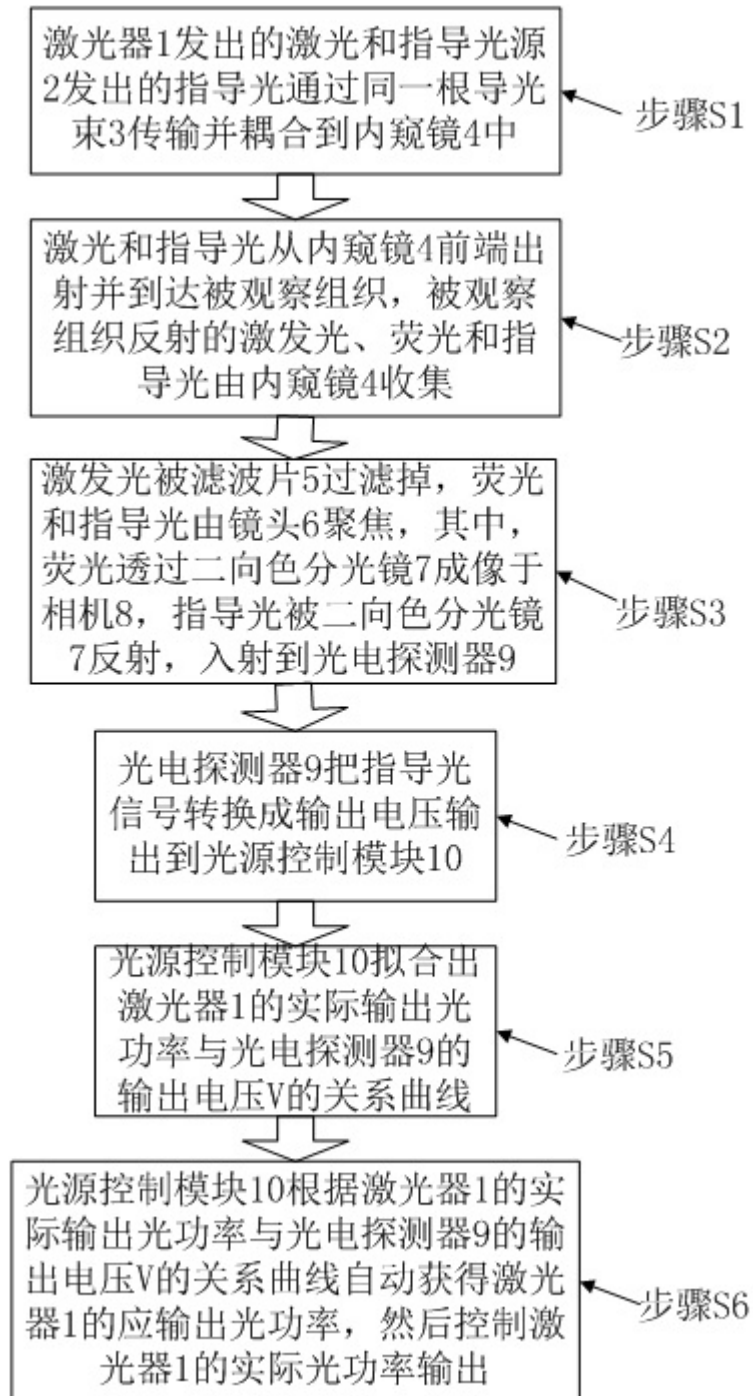 激光器1发出的激光和指导光源
2发出的指导光通过同一根导光
束3传输并耦合到内窥镜4中
步骤S1
激光和指导光从内窥镜4前端出
射并到达被观察组织，被观察
组织反射的激发光、荧光和指
导光由内窥镜4收集
步骤S2
激发光被滤波片5过滤掉，荧光
和指导光由镜头6聚焦，其中，
荧光透过二向色分光镜7成像于
相机8，指导光被二向色分光镜
7反射，入射到光电探测器9
步骤S3
光电探测器9把指导光
信号转换成输出电压输
出到光源控制模块10
步骤S4
光源控制模块10拟合出
激光器1的实际输出光
功率与光电探测器9的
输出电压V的关系曲线
步骤S5
光源控制模块10根据激光器1的实
际输出光功率与光电探测器9的输
出电压V的关系曲线自动获得激光
器1的应输出光功率，然后控制激
光器1的实际光功率输出
步骤S6